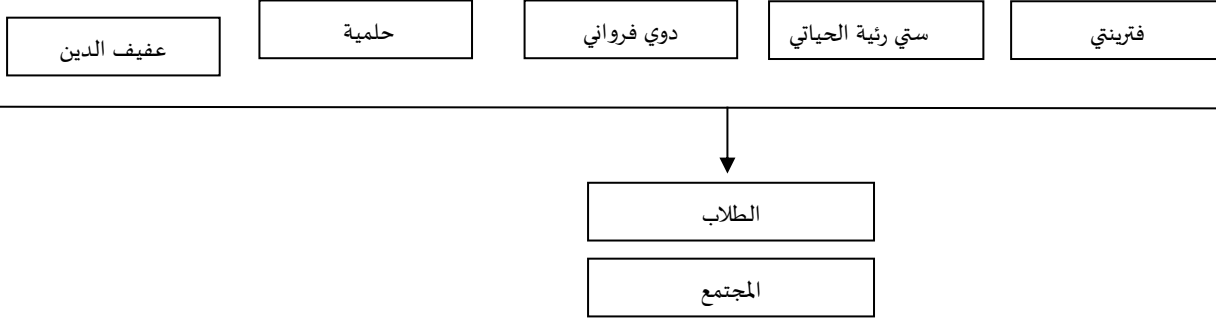 فترينتي
ستي رئية الحياتي
دوي فرواني
حلمية
عفيف الدين
الطلاب
المجتمع